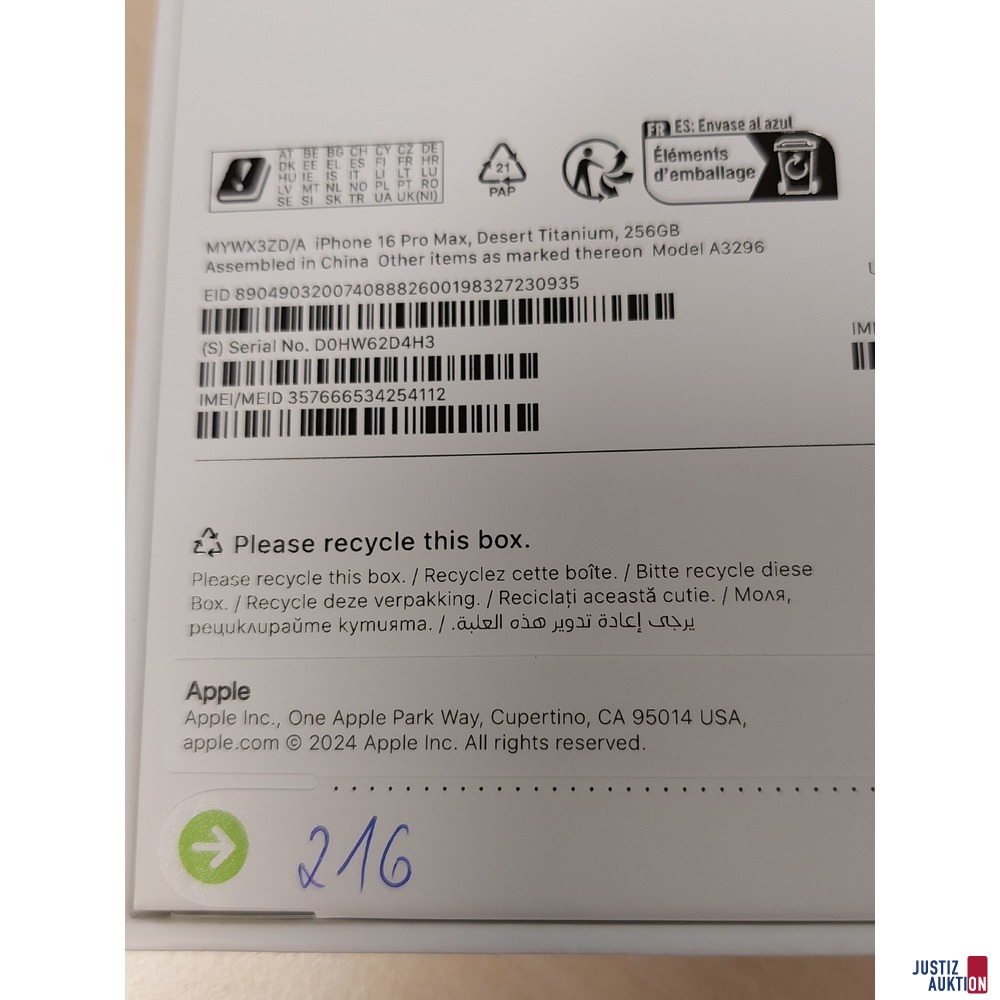 AT BE BG CH CY CZ DE
DK EE EL ES FI FR HR
HU IE IS IT LI LT LU
LV MT NL NO PL PT RO
SE SI SK TR UA UK(NI)
21
PAP
FR ES: Envase al azul
Éléments
d'emballage
MYWX3ZD/A iPhone 16 Pro Max, Desert Titanium, 256GB
Assembled in China Other items as marked thereon Model A3296
EID 89049032007408882600198327230935
(S) Serial No. D0HW62D4H3
IMEI/MEID 357666534254112
IMEI
Please recycle this box.
Please recycle this box. / Recyclez cette boîte. / Bitte recycle diese
Box. / Recycle deze verpakking. / Reciclați această cutie. / Моля,
рециклирайте кутията. / يرجى إعادة تدوير هذه العلبة.
Apple
Apple Inc., One Apple Park Way, Cupertino, CA 95014 USA,
apple.com © 2024 Apple Inc. All rights reserved.
216
JUSTIZ
AUKTION